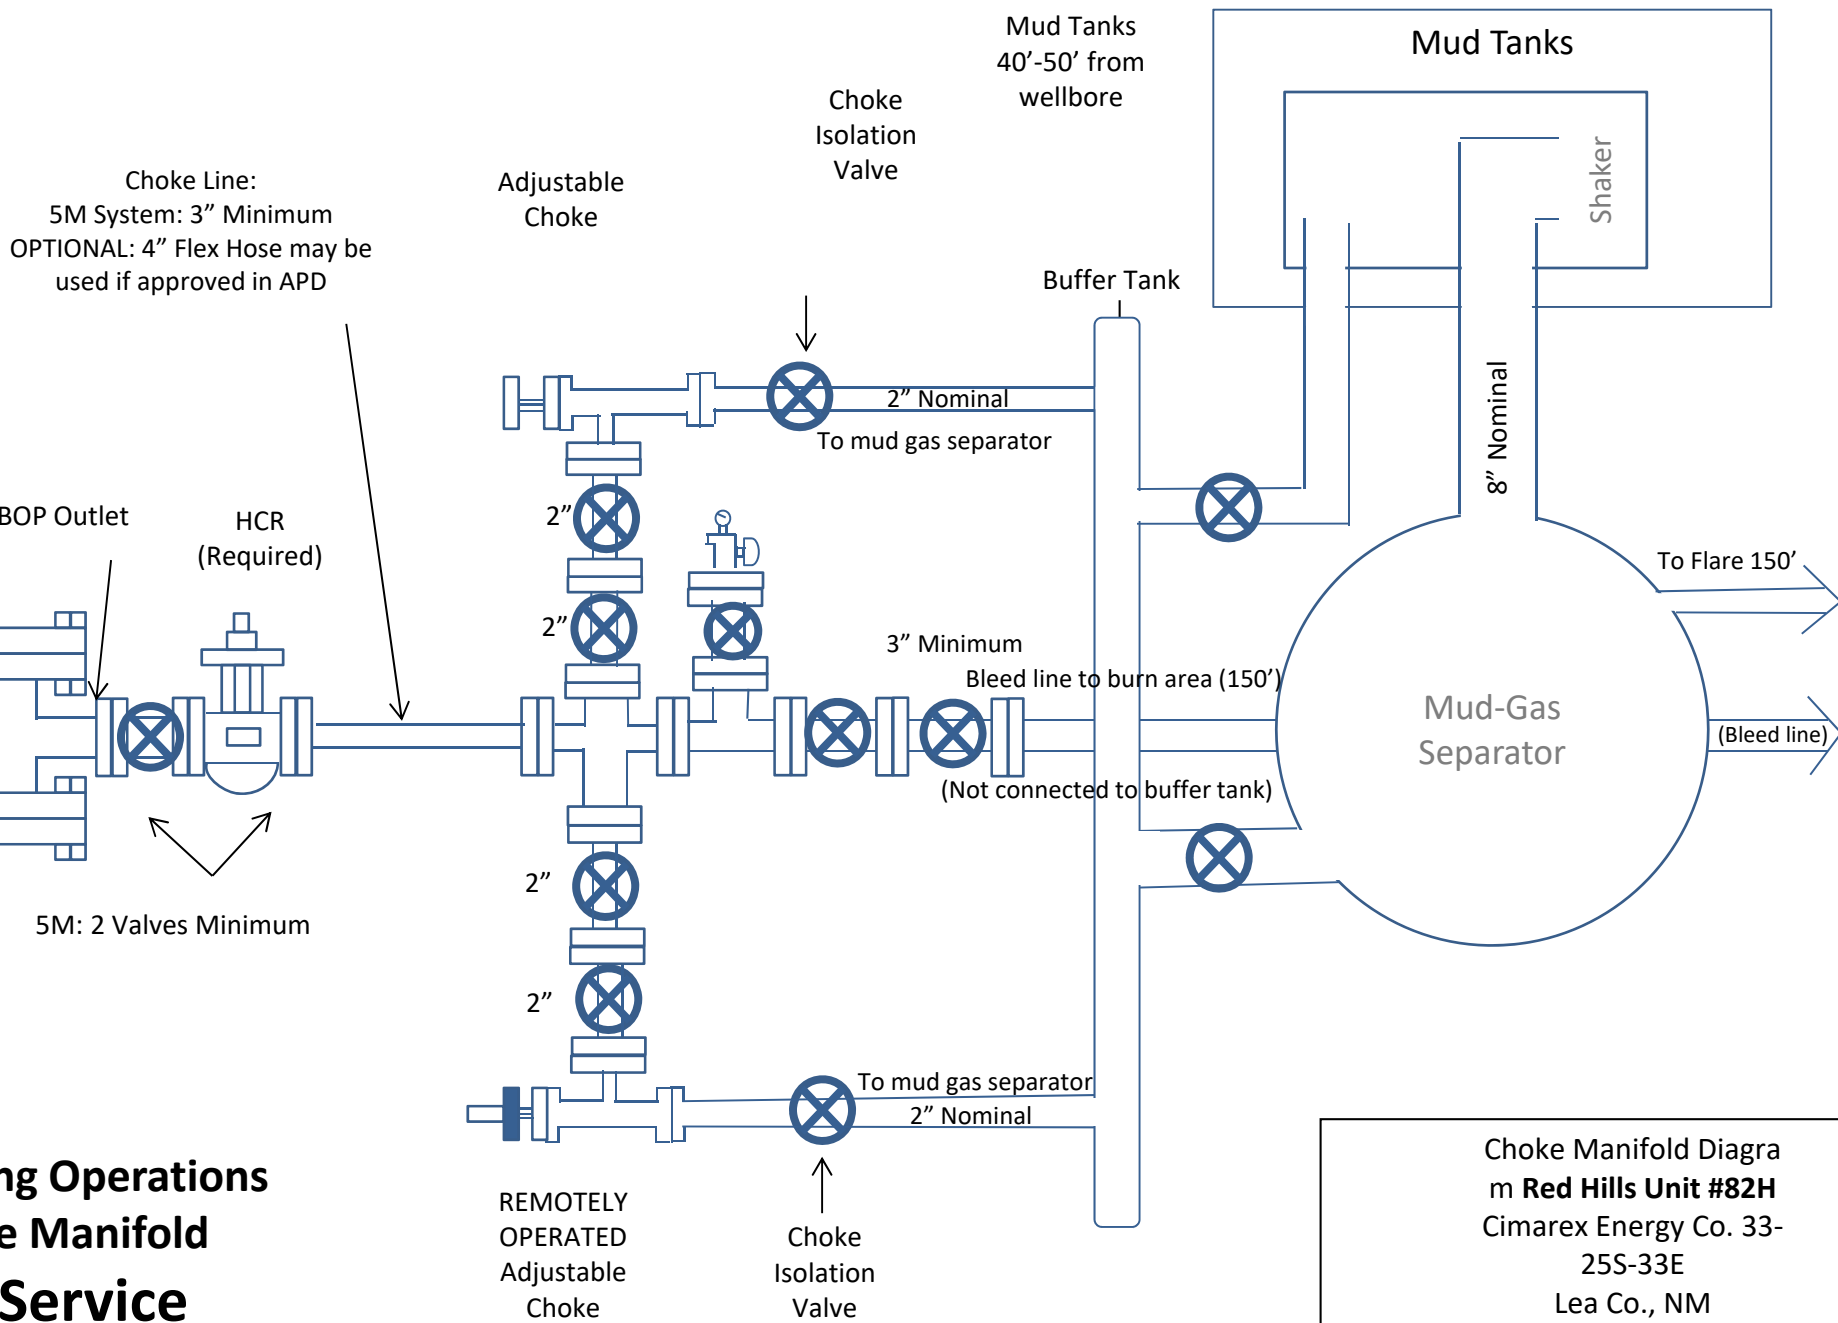 Mud Tanks
40’-50’ from
wellbore
Mud Tanks
Choke
Isolation
Valve
Shaker
Choke Line:
5M System: 3” Minimum
OPTIONAL: 4” Flex Hose may be
used if approved in APD
Adjustable
Choke
Buffer Tank
2” Nominal
To mud gas separator
8” Nominal
BOP Outlet
HCR
(Required)
2”
2”
To Flare 150’
3” Minimum
Bleed line to burn area (150’)
Mud-Gas
Separator
(Bleed line)
(Not connected to buffer tank)
2”
5M: 2 Valves Minimum
2”
To mud gas separator
2” Nominal
ng Operations
e Manifold
Service
REMOTELY
OPERATED
Adjustable
Choke
Choke
Isolation
Valve
Choke Manifold Diagra
m Red Hills Unit #82H
Cimarex Energy Co. 33-
25S-33E
Lea Co., NM